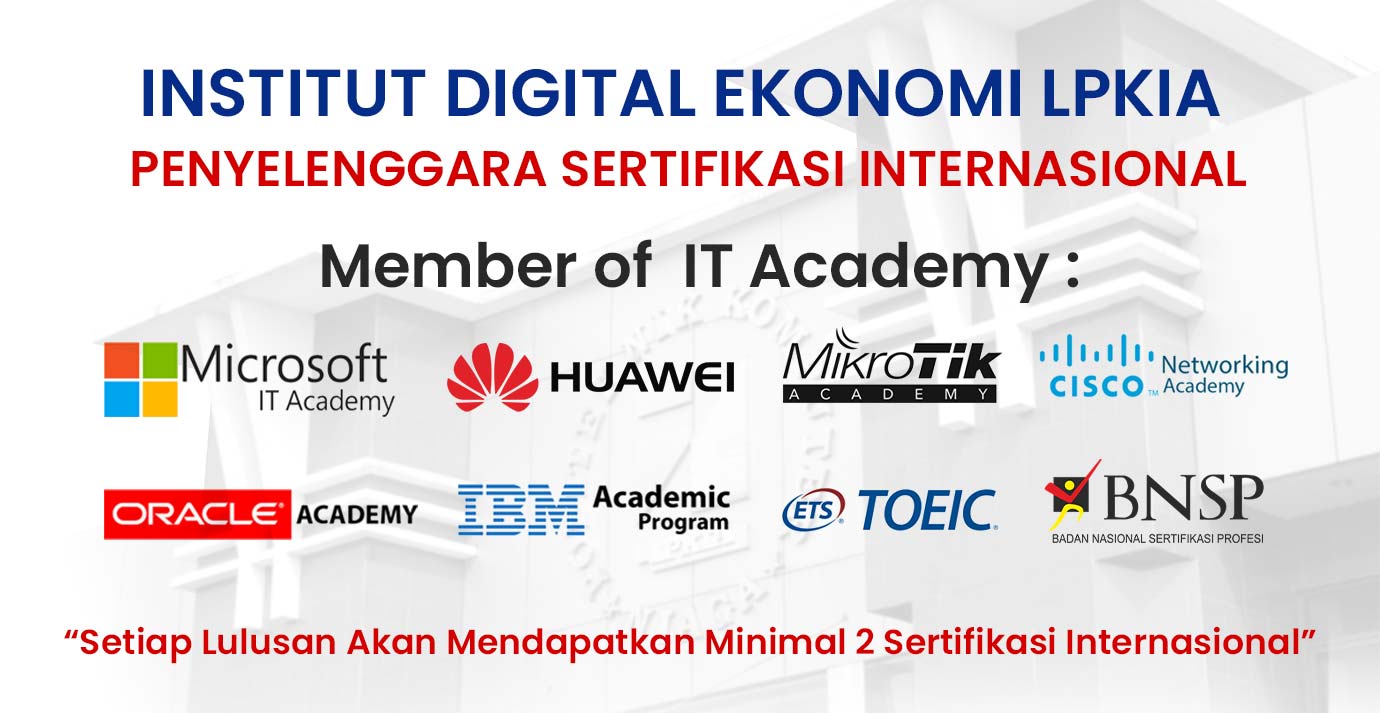 INSTITUT DIGITAL EKONOMI LPKIA
PENYELENGGARA SERTIFIKASI INTERNASIONAL
Member of IT Academy :
Microsoft
IT Academy
HUAWEI
MikroTik
ACADEMY
CISCO™ Networking
Academy
ORACLE® ACADEMY
IBM Academic
Program
ETS® TOEIC®
BNSP
BADAN NASIONAL SERTIFIKASI PROFESI
“Setiap Lulusan Akan Mendapatkan Minimal 2 Sertifikasi Internasional”